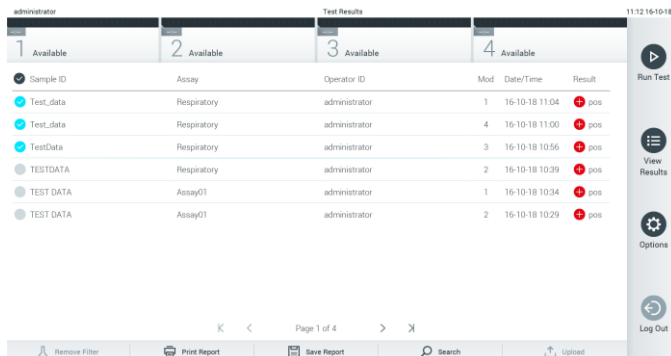 administrator Test Results 11:12 16-10-18
1 Available 2 Available 3 Available 4 Available
Run Test
Sample ID Assay Operator ID Mod Date/Time Result
Test_data Respiratory administrator 1 16-10-18 11:04 pos
Test_data Respiratory administrator 4 16-10-18 11:00 pos
TestData Respiratory administrator 3 16-10-18 10:56 pos
TESTDATA Respiratory administrator 2 16-10-18 10:39 pos
TEST DATA Assay01 administrator 1 16-10-18 10:34 pos
TEST DATA Assay01 administrator 2 16-10-18 10:29 pos
View
Results
Options
Page 1 of 4
Log Out
Remove Filter Print Report Save Report Search Upload